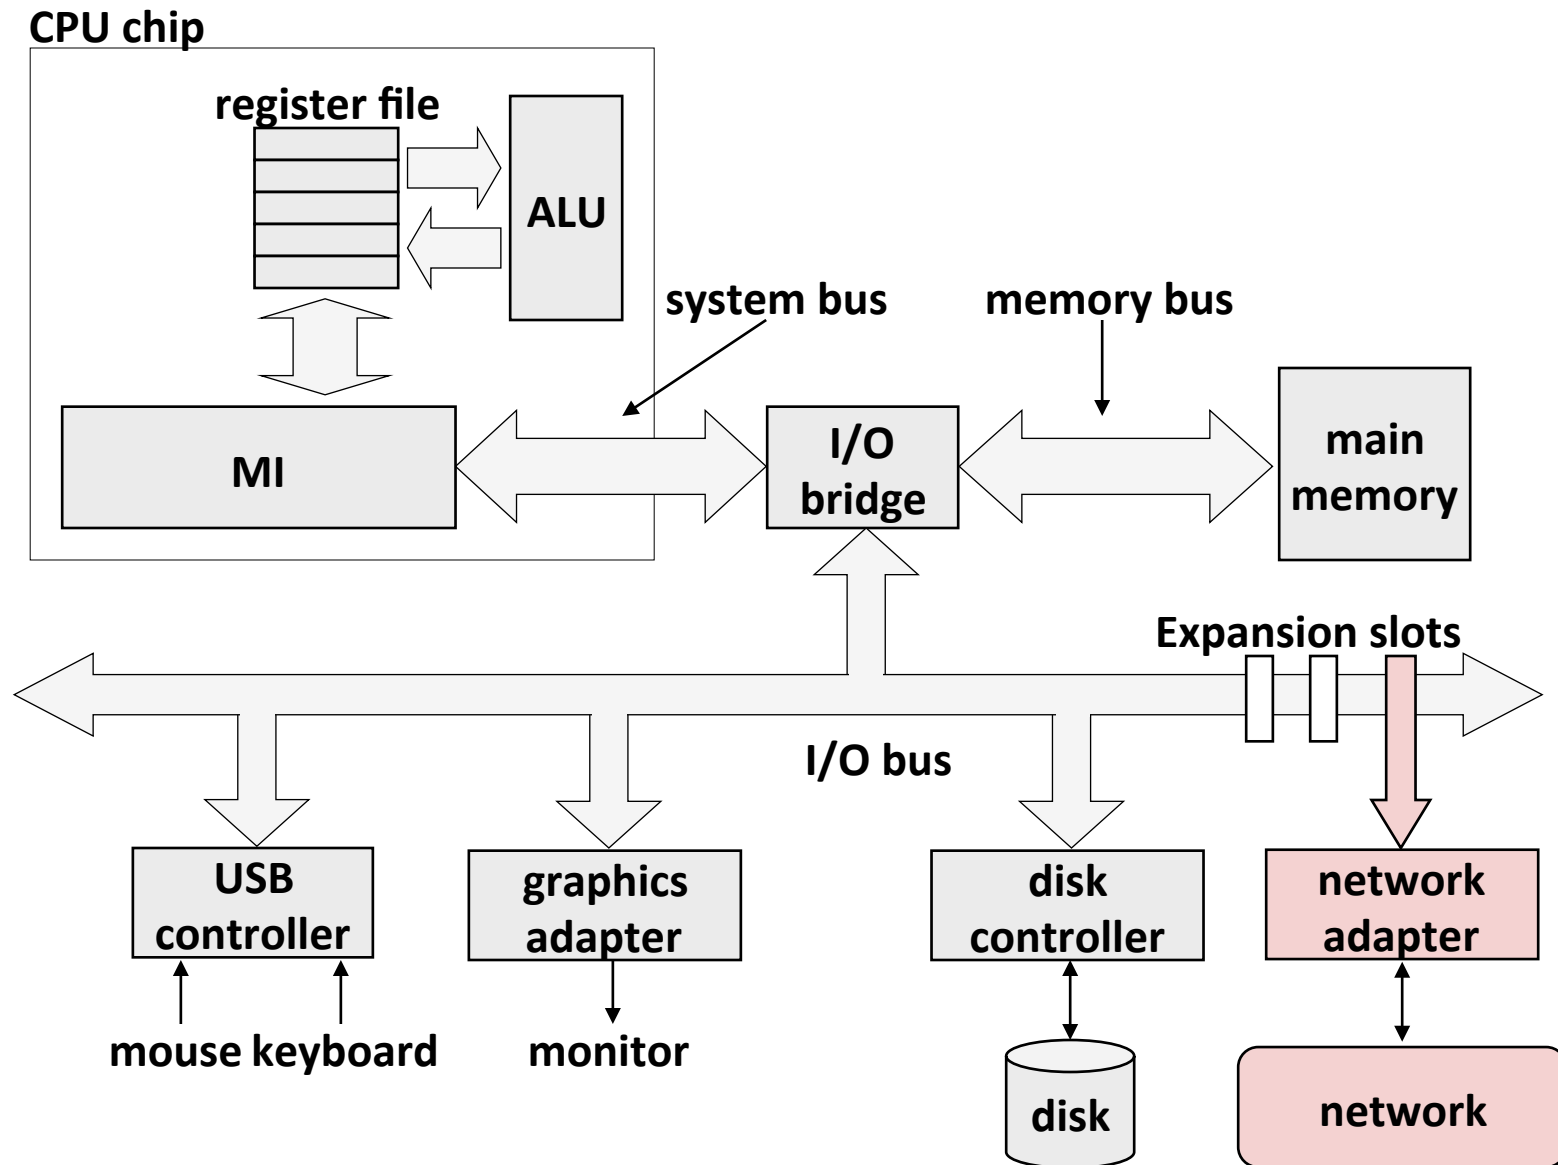 CPU chip
register file
ALU
system bus
memory bus
MI
I/O
bridge
main
memory
Expansion slots
I/O bus
USB
controller
graphics
adapter
disk
controller
network
adapter
mouse keyboard
monitor
disk
network